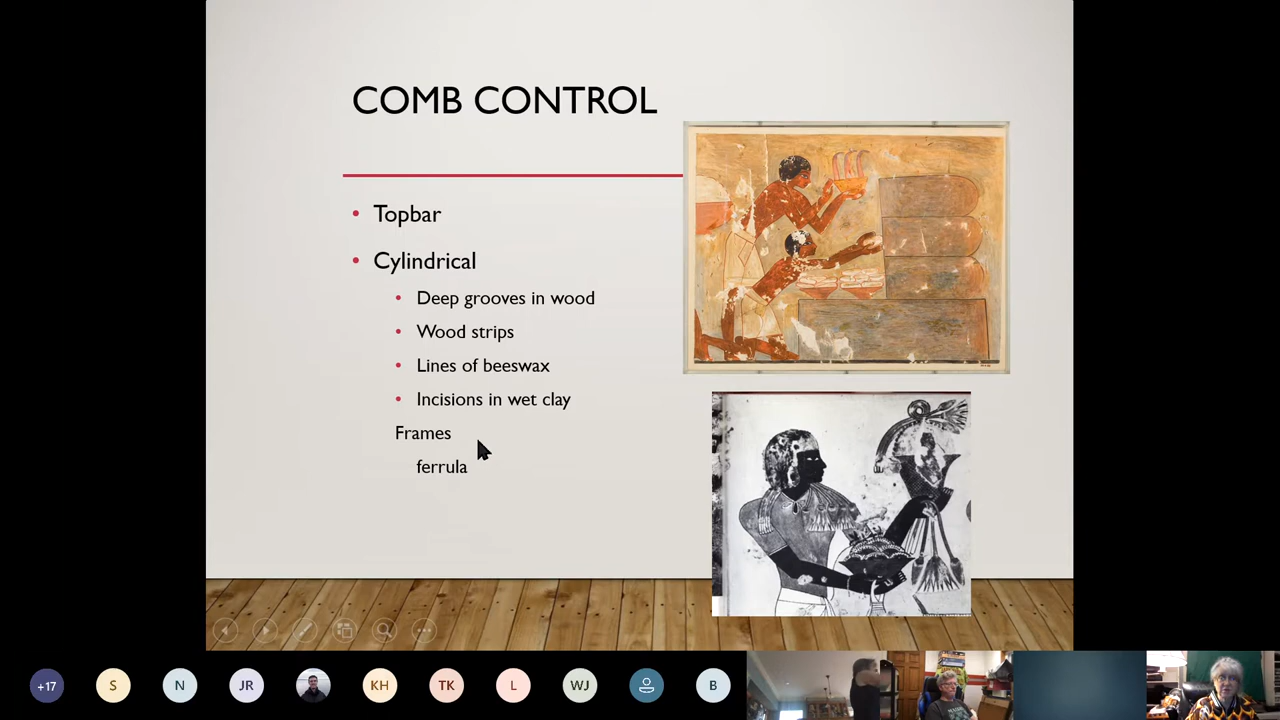 COMB CONTROL
• Topbar
• Cylindrical
• Deep grooves in wood
• Wood strips
• Lines of beeswax
• Incisions in wet clay
Frames
ferrula
+17
S
N
JR
KH
TK
L
WJ
B